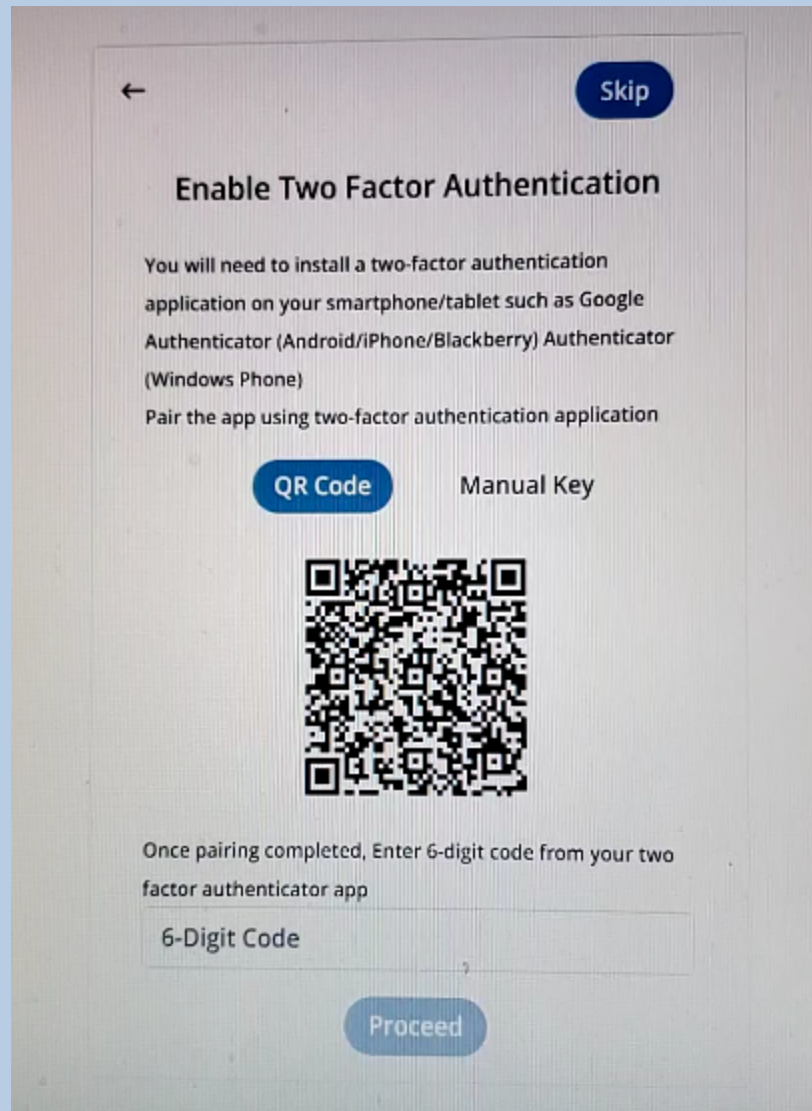 Skip
Enable Two Factor Authentication
You will need to install a two-factor authentication
application on your smartphone/tablet such as Google
Authenticator (Android/iPhone/Blackberry) Authenticator
(Windows Phone)
Pair the app using two-factor authentication application
QR Code
Manual Key
Once pairing completed, Enter 6-digit code from your two
factor authenticator app
6-Digit Code
Proceed